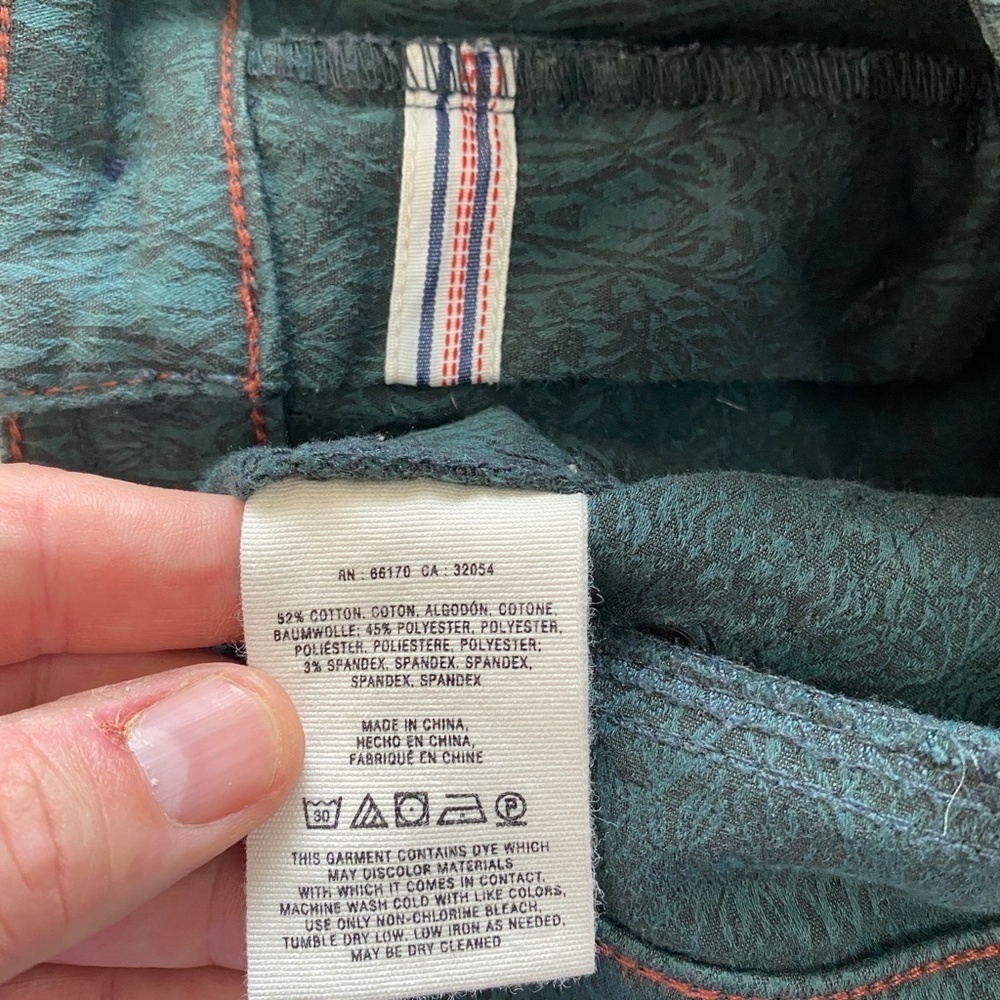 RN : 66170 CA : 32054
52% COTTON, COTON, ALGODÓN, COTONE,
BAUMWOLLE; 45% POLYESTER, POLYESTER,
POLIÉSTER, POLIESTERE, POLYESTER;
3% SPANDEX, SPANDEX, SPANDEX,
SPANDEX, SPANDEX
MADE IN CHINA,
HECHO EN CHINA,
FABRIQUÉ EN CHINE
30 P
THIS GARMENT CONTAINS DYE WHICH
MAY DISCOLOR MATERIALS
WITH WHICH IT COMES IN CONTACT.
MACHINE WASH COLD WITH LIKE COLORS,
USE ONLY NON-CHLORINE BLEACH,
TUMBLE DRY LOW, LOW IRON AS NEEDED,
MAY BE DRY CLEANED